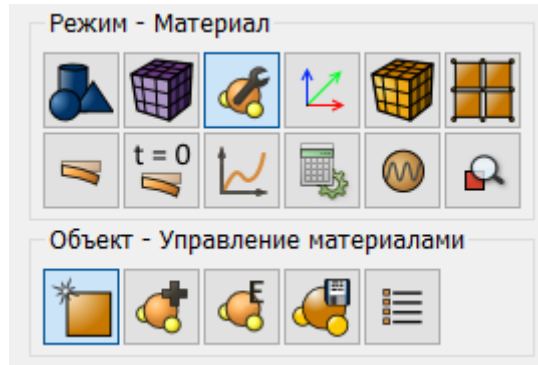 Режим - Материал
t = 0
Объект - Управление материалами
E